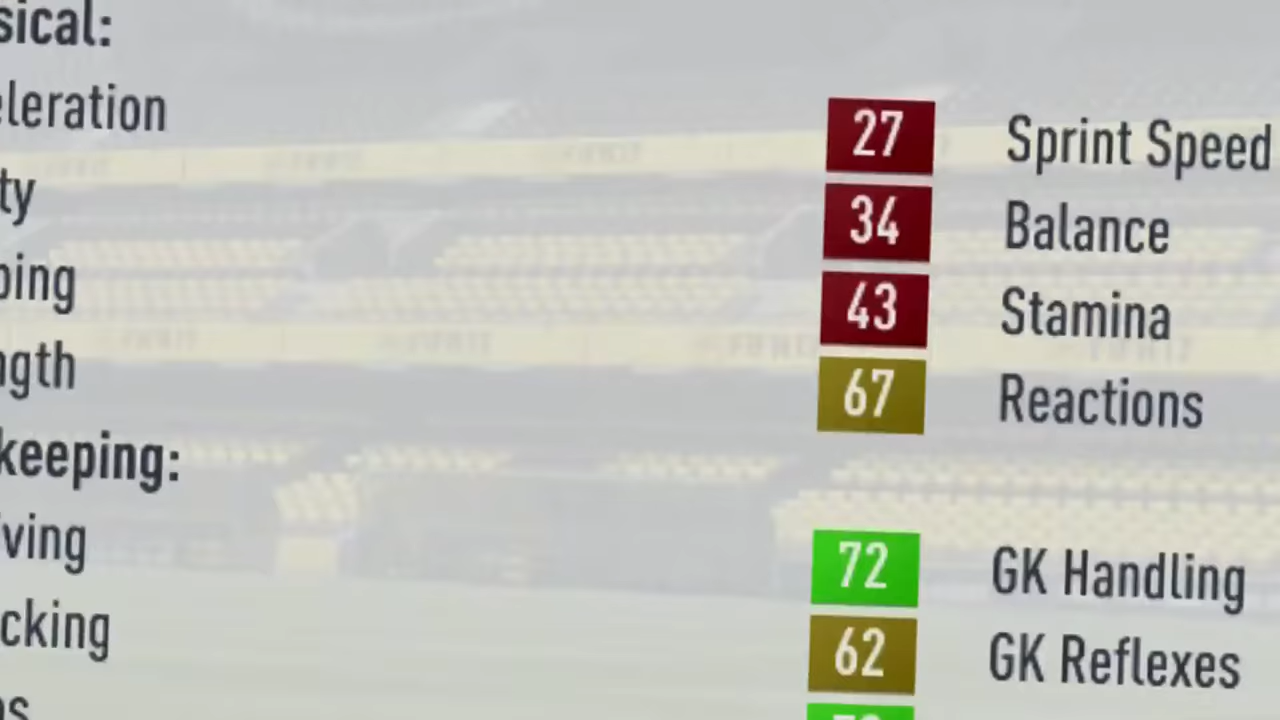 sical:
eleration 27 Sprint Speed
ty 34 Balance
ping 43 Stamina
ngth 67 Reactions
keeping:
iving 72 GK Handling
cking 62 GK Reflexes